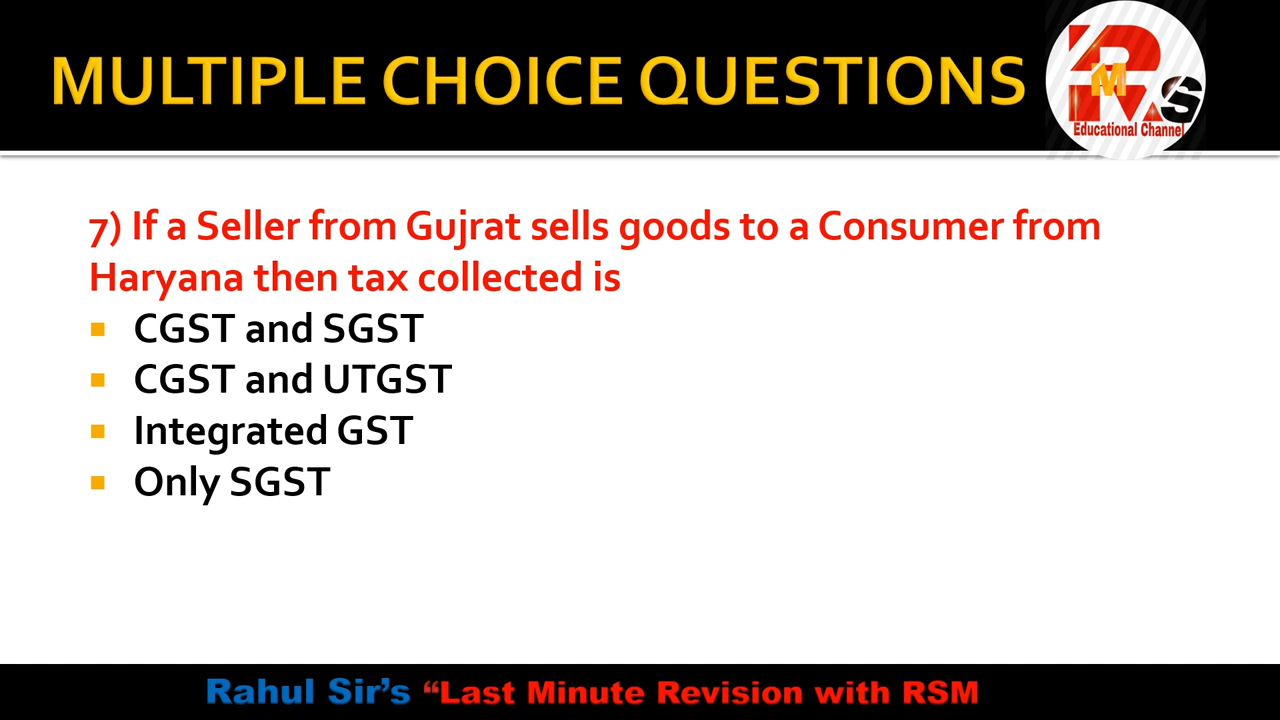 MULTIPLE CHOICE QUESTIONS
RMS
Educational Channel
7) If a Seller from Gujrat sells goods to a Consumer from
Haryana then tax collected is
CGST and SGST
CGST and UTGST
Integrated GST
Only SGST
Rahul Sir's “Last Minute Revision with RSM